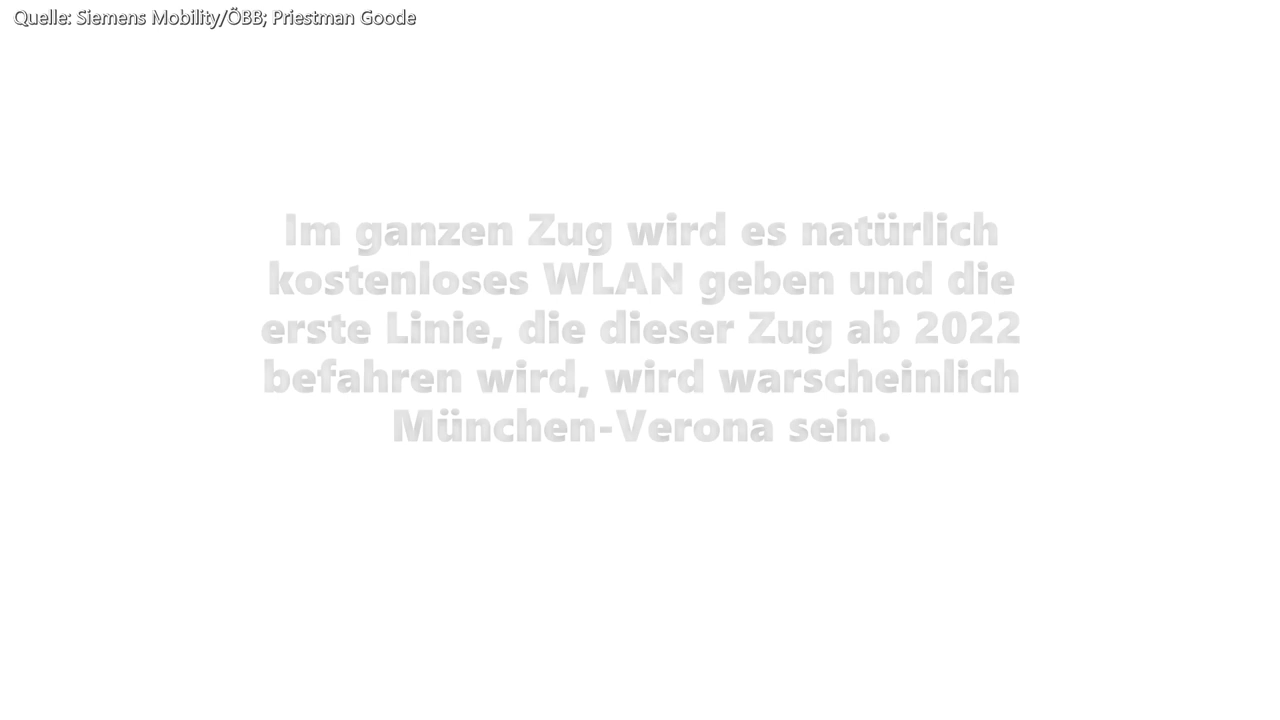 Quelle: Siemens Mobility/ÖBB; Priestman Goode
Im ganzen Zug wird es natürlich
kostenloses WLAN geben und die
erste Linie, die dieser Zug ab 2022
befahren wird, wird warscheinlich
München-Verona sein.